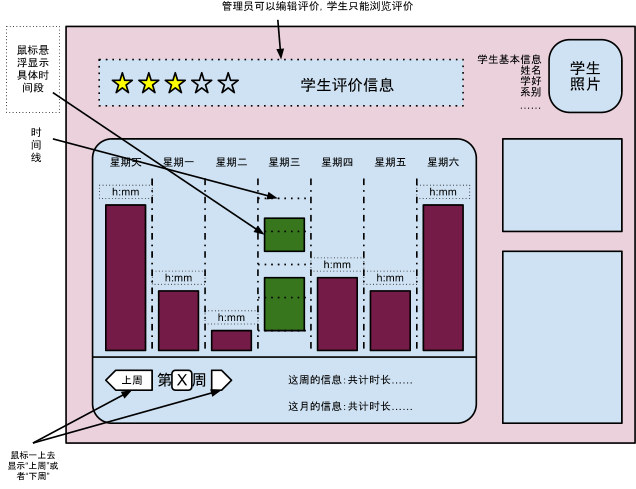 管理员可以编辑评价, 学生只能浏览评价
鼠标悬
浮显示
具体时
间段
学生评价信息
学生基本信息
姓名
学好
系别
......
学生
照片
时
间
线
星期天 星期一 星期二 星期三 星期四 星期五 星期六
h:mm
h:mm
h:mm
h:mm
h:mm
h:mm
上周 第 X 周
这周的信息: 共计时长......
这月的信息: 共计时长......
鼠标一上去
显示“上周”或
者“下周”